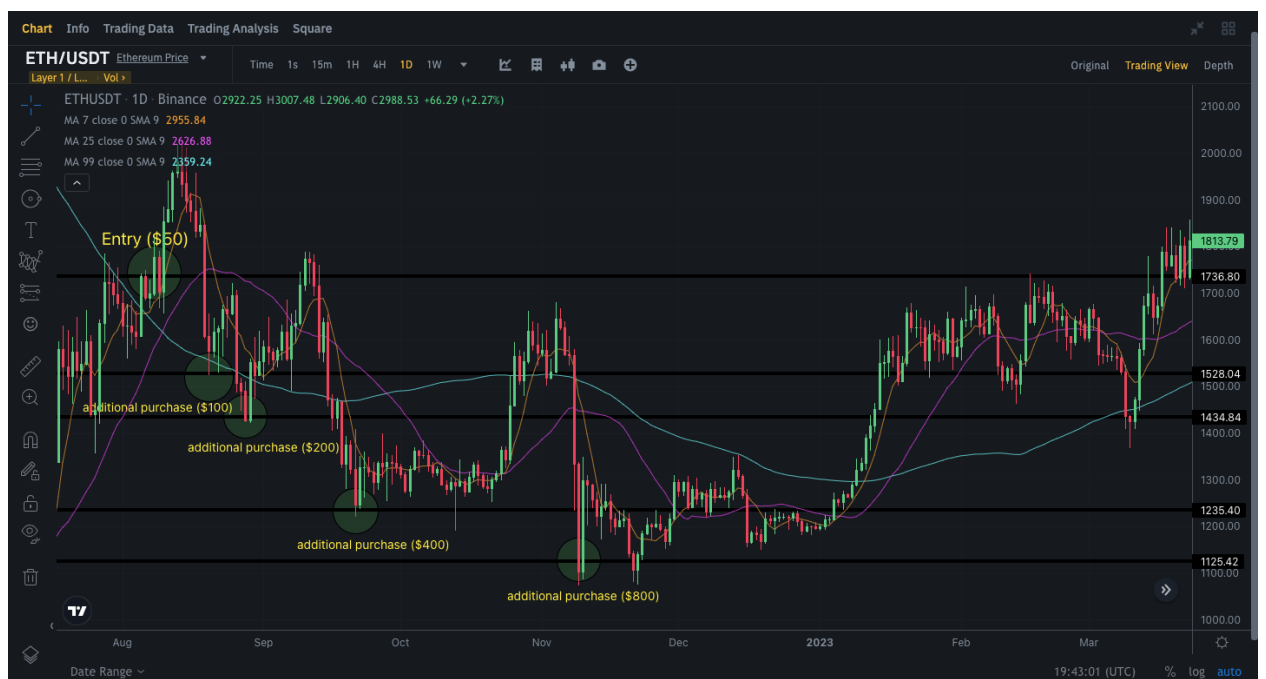 Chart Info Trading Data Trading Analysis Square
ETH/USDT Ethereum Price
Layer 1 / L... Vol ›
Time 1s 15m 1H 4H 1D 1W
Original Trading View Depth
ETHUSDT · 1D · Binance O2922.25 H3007.48 L2906.40 C2988.53 +66.29 (+2.27%)
MA 7 close 0 SMA 9 2955.84
MA 25 close 0 SMA 9 2626.88
MA 99 close 0 SMA 9 2359.24
2100.00
2000.00
1900.00
Entry ($50)
1813.79
1736.80
1700.00
1600.00
1528.04
1500.00
additional purchase ($100)
1434.84
1400.00
additional purchase ($200)
1300.00
1235.40
1200.00
additional purchase ($400)
1125.42
1100.00
additional purchase ($800)
1000.00
Aug Sep Oct Nov Dec 2023 Feb Mar
Date Range
19:43:01 (UTC) % log auto